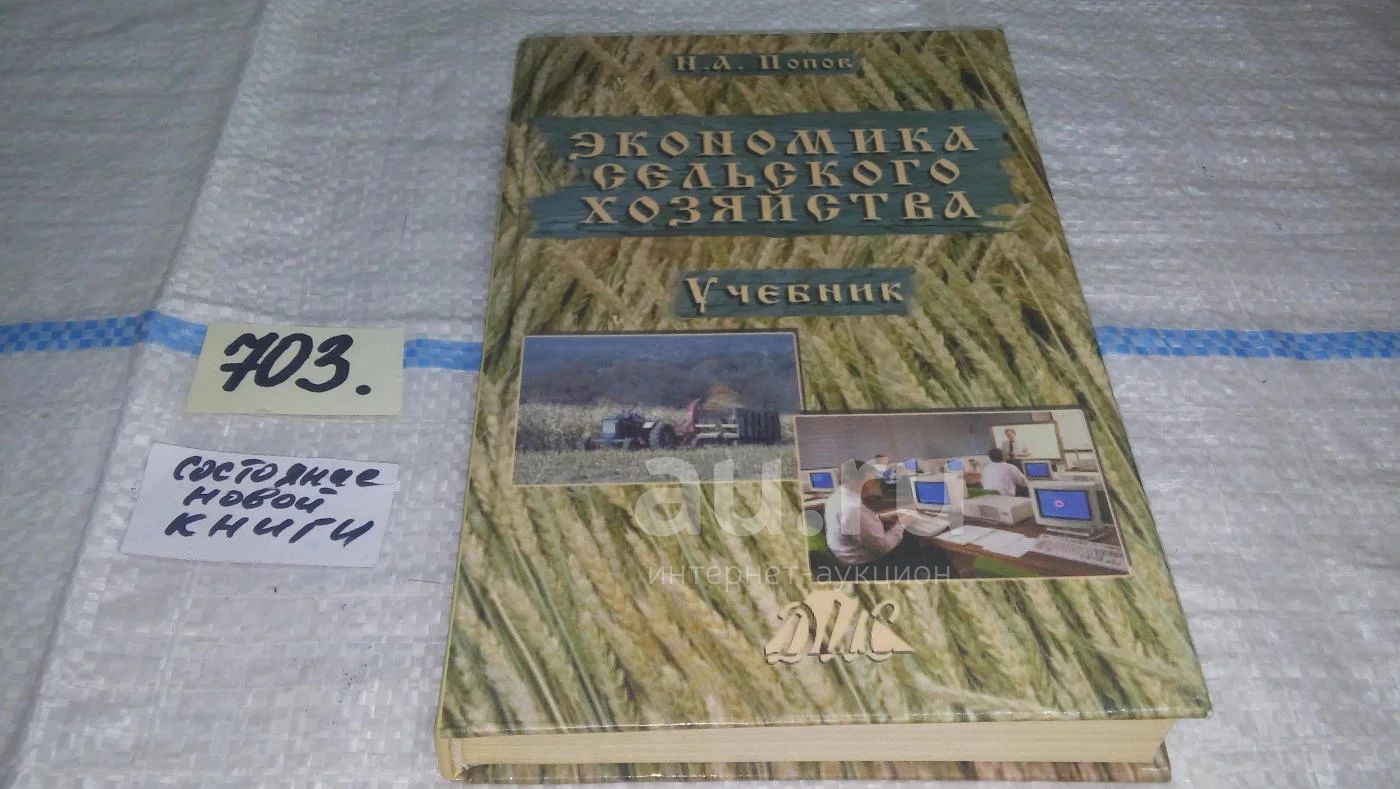 Н.А. Попов
ЭКОНОМИКА
СЕЛЬСКОГО
ХОЗЯЙСТВА
Учебник
703.
состояние
новой
книги
au.ru
интернет-аукцион
ДИС